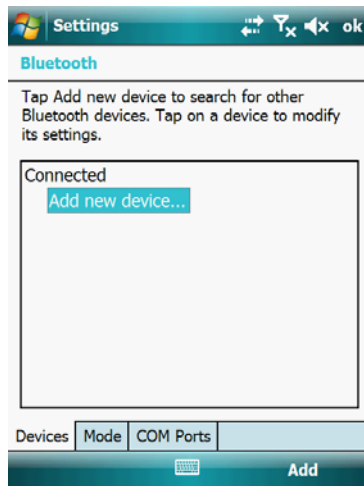 Settings
ok
Bluetooth
Tap Add new device to search for other
Bluetooth devices. Tap on a device to modify
its settings.
Connected
Add new device...
Devices Mode COM Ports
Add